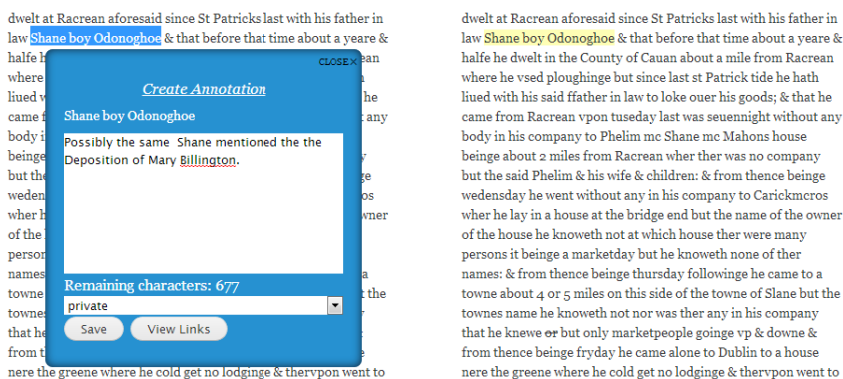 dwelt at Racrean aforesaid since St Patricks last with his father in
law Shane boy Odonoghoe & that before that time about a yeare &
halfe h ean
where
liued w he
came f any
body i
beinge
but the ge
weden ros
wher h wner
of the
person
names a
towne t the
townes
that he
from t
nere the greene where he cold get no lodginge & thervpon went to
CLOSE×
Create Annotation
Shane boy Odonoghoe
Possibly the same Shane mentioned the the
Deposition of Mary Billington.
Remaining characters: 677
private
Save View Links
dwelt at Racrean aforesaid since St Patricks last with his father in
law Shane boy Odonoghoe & that before that time about a yeare &
halfe he dwelt in the County of Cauan about a mile from Racrean
where he vsed ploughinge but since last st Patrick tide he hath
liued with his said ffather in law to loke ouer his goods; & that he
came from Racrean vpon tuseday last was seuennight without any
body in his company to Phelim mc Shane mc Mahons house
beinge about 2 miles from Racrean wher ther was no company
but the said Phelim & his wife & children: & from thence beinge
wedensday he went without any in his company to Carickmcros
wher he lay in a house at the bridge end but the name of the owner
of the house he knoweth not at which house ther were many
persons it beinge a marketday but he knoweth none of ther
names: & from thence beinge thursday followinge he came to a
towne about 4 or 5 miles on this side of the towne of Slane but the
townes name he knoweth not nor was ther any in his company
that he knewe or but only marketpeople goinge vp & downe &
from thence beinge fryday he came alone to Dublin to a house
nere the greene where he cold get no lodginge & thervpon went to